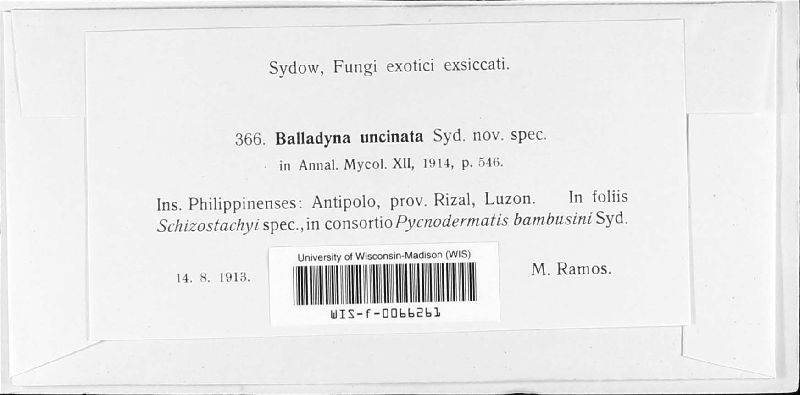 Sydow, Fungi exotici exsiccati.
366. Balladyna uncinata Syd. nov. spec.
in Annal. Mycol. XII, 1914, p. 546.
Ins. Philippinenses: Antipolo, prov. Rizal, Luzon. In foliis
Schizostachyi spec., in consortio Pycnodermatis bambusini Syd.
14. 8. 1913.
M. Ramos.
University of Wisconsin-Madison (WIS)
WIS-f-0066261